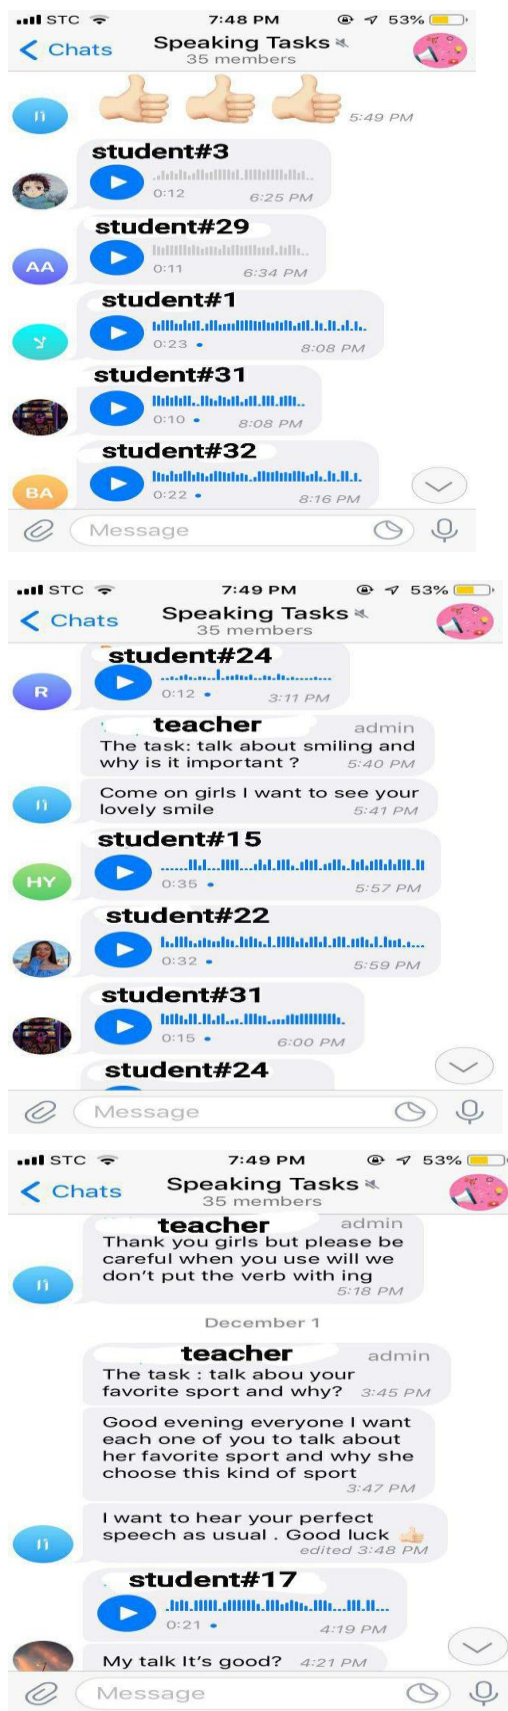 STC 7:48 PM 53%
Chats Speaking Tasks
35 members
5:49 PM
student#3
0:12 6:25 PM
student#29
AA
0:11 6:34 PM
student#1
0:23 8:08 PM
student#31
0:10 8:08 PM
student#32
BA
0:22 8:16 PM
Message
STC 7:49 PM 53%
Chats Speaking Tasks
35 members
student#24
R
0:12 3:11 PM
teacher admin
The task: talk about smiling and
why is it important ? 5:40 PM
Come on girls I want to see your
lovely smile 5:41 PM
student#15
HY
0:35 5:57 PM
student#22
0:32 5:59 PM
student#31
0:15 6:00 PM
student#24
Message
STC 7:49 PM 53%
Chats Speaking Tasks
35 members
teacher admin
Thank you girls but please be
careful when you use will we
don't put the verb with ing
5:18 PM
December 1
teacher admin
The task : talk abou your
favorite sport and why? 3:45 PM
Good evening everyone I want
each one of you to talk about
her favorite sport and why she
choose this kind of sport
3:47 PM
I want to hear your perfect
speech as usual . Good luck
edited 3:48 PM
student#17
0:21 4:19 PM
My talk It's good? 4:21 PM
Message